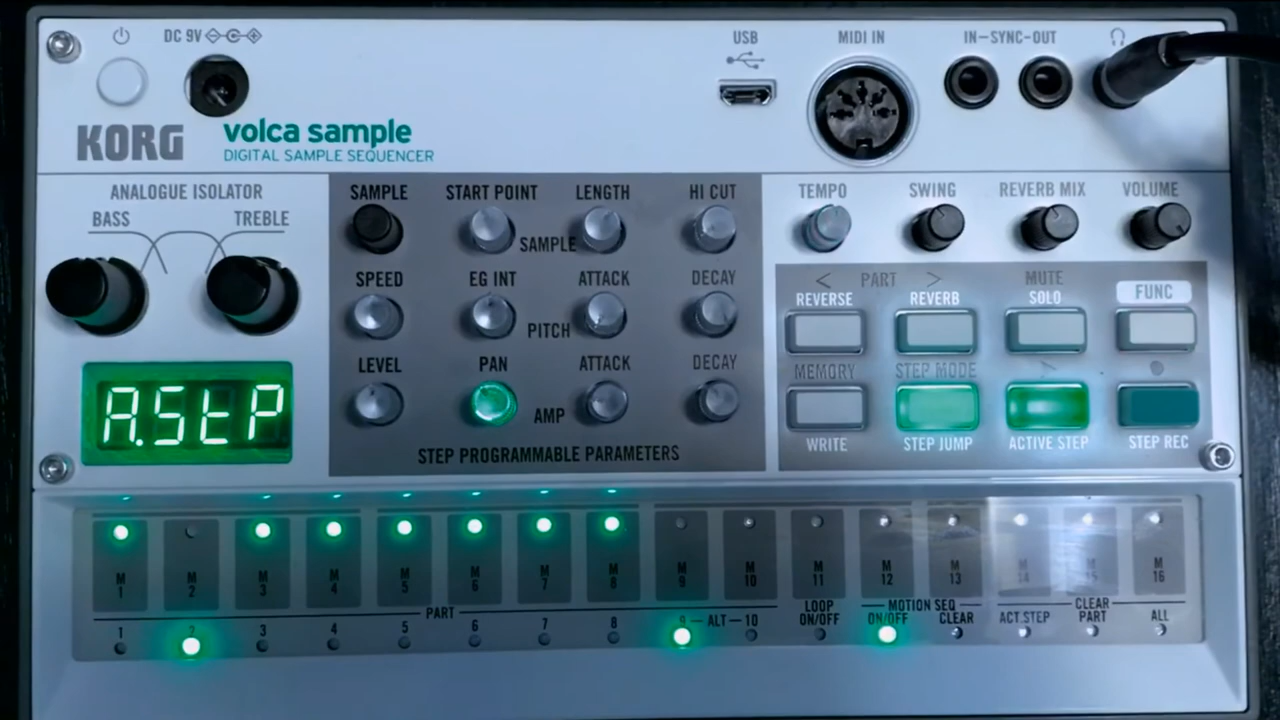 DC 9V
USB
MIDI IN
IN-SYNC-OUT
KORG
volca sample
DIGITAL SAMPLE SEQUENCER
ANALOGUE ISOLATOR
BASS TREBLE
SAMPLE START POINT LENGTH HI CUT
SAMPLE
SPEED EG INT ATTACK DECAY
PITCH
LEVEL PAN ATTACK DECAY
AMP
STEP PROGRAMMABLE PARAMETERS
TEMPO SWING REVERB MIX VOLUME
< PART > MUTE
REVERSE REVERB SOLO FUNC
MEMORY STEP MODE
WRITE STEP JUMP ACTIVE STEP STEP REC
A.StP
M M M M M M M M M M M M M M M M
1 2 3 4 5 6 7 8 9 10 11 12 13 14 15 16
PART
LOOP MOTION SEQ CLEAR
1 2 3 4 5 6 7 8 9 - ALT - 10 ON/OFF ON/OFF CLEAR ACT.STEP PART ALL